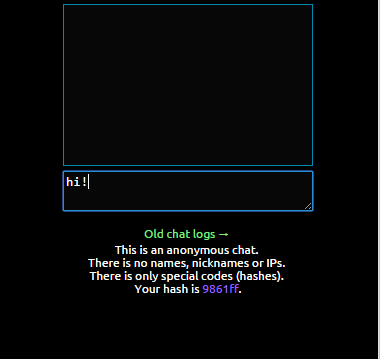 hi!
Old chat logs →
This is an anonymous chat.
There is no names, nicknames or IPs.
There is only special codes (hashes).
Your hash is 9861ff.